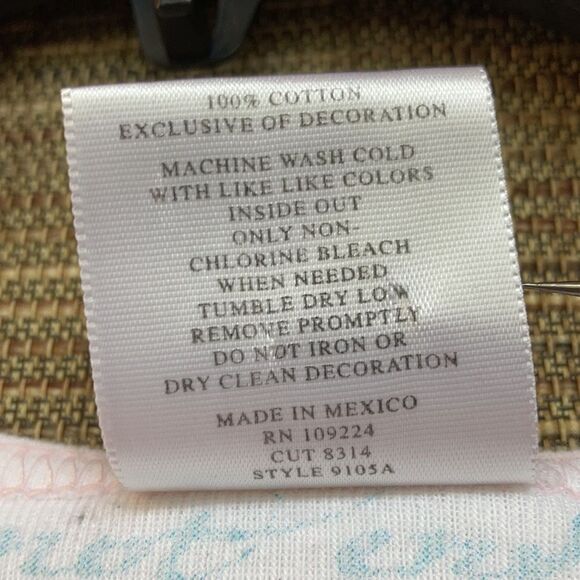 100% COTTON
EXCLUSIVE OF DECORATION
MACHINE WASH COLD
WITH LIKE LIKE COLORS
INSIDE OUT
ONLY NON-
CHLORINE BLEACH
WHEN NEEDED
TUMBLE DRY LOW
REMOVE PROMPTLY
DO NOT IRON OR
DRY CLEAN DECORATION
MADE IN MEXICO
RN 109224
CUT 8314
STYLE 9105A